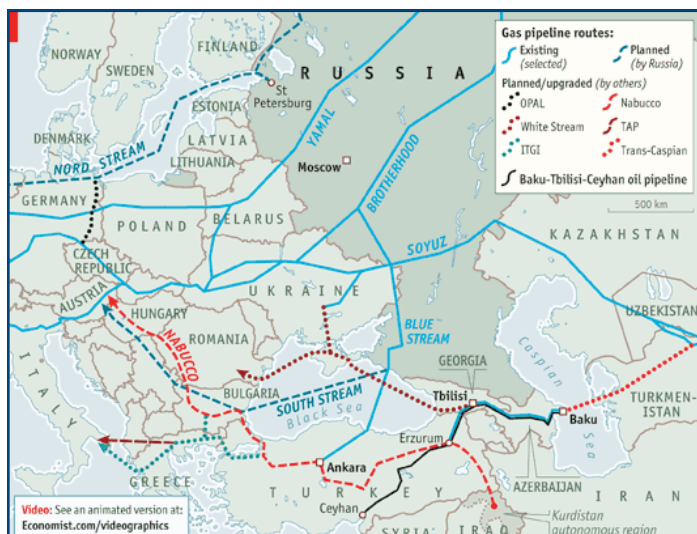 Gas pipeline routes:
Existing
(selected)
Planned
(by Russia)
Planned/upgraded (by others)
OPAL
Nabucco
White Stream
TAP
ITGI
Trans-Caspian
Baku-Tbilisi-Ceyhan oil pipeline
500 km
NORWAY
SWEDEN
FINLAND
RUSSIA
St
Petersburg
ESTONIA
LATVIA
LITHUANIA
DENMARK
NORD STREAM
YAMAL
BROTHERHOOD
Moscow
GERMANY
POLAND
BELARUS
SOYUZ
KAZAKHSTAN
CZECH
REPUBLIC
UKRAINE
AUSTRIA
HUNGARY
UZBEKISTAN
ROMANIA
NABUCCO
BLUE
STREAM
GEORGIA
Caspian
Sea
BULGARIA
SOUTH STREAM
Black Sea
Tbilisi
Baku
TURKMEN-
ISTAN
ITALY
Erzurum
Ankara
AZERBAIJAN
GREECE
TURKEY
IRAN
Ceyhan
SYRIA
IRAQ
Kurdistan
autonomous region
Video: See an animated version at:
Economist.com/videographics